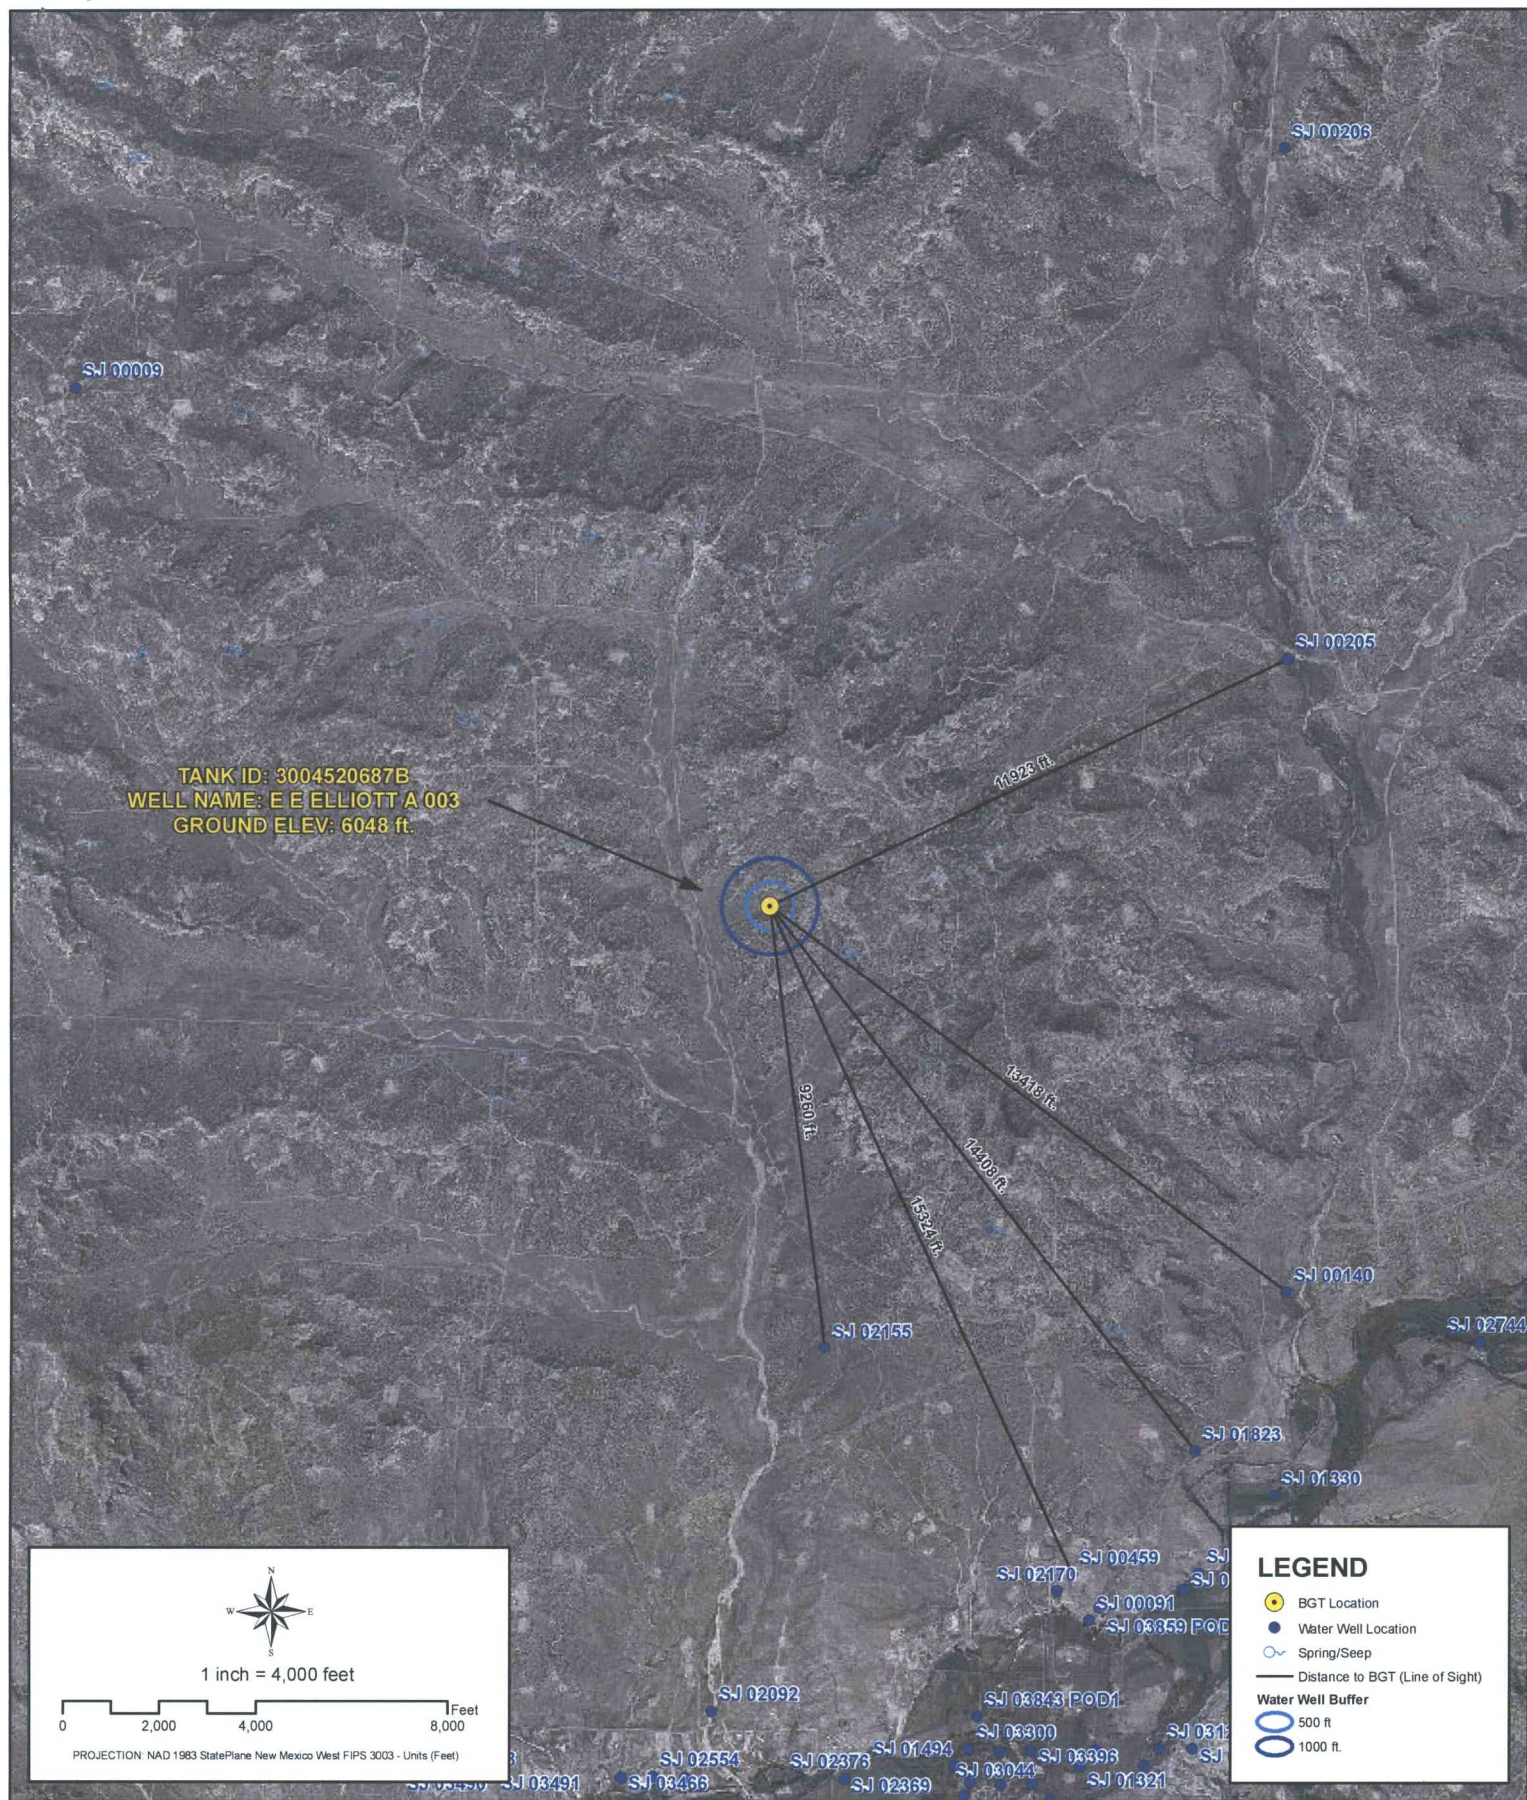 SJ 00206
SJ 00009
SJ 00205
TANK ID: 3004520687B
WELL NAME: E E ELLIOTT A 003
GROUND ELEV: 6048 ft.
11923 ft.
13418 ft.
9260 ft.
14408 ft.
15324 ft.
SJ 00140
SJ 02155
SJ 02744
SJ 01823
SJ 01330
SJ 00459
SJ
SJ 02170
SJ 0
SJ 00091
SJ 03859 POD
SJ 02092
SJ 03843 POD1
SJ 03300
SJ 01494
SJ 03396
SJ
SJ 02554
SJ 02376
SJ 03044
SJ 03491
SJ 03466
SJ 02369
SJ 01321
N
W
E
S
1 inch = 4,000 feet
Feet
0 2,000 4,000 8,000
PROJECTION: NAD 1983 StatePlane New Mexico West FIPS 3003 - Units (Feet)
LEGEND
BGT Location
Water Well Location
Spring/Seep
Distance to BGT (Line of Sight)
Water Well Buffer
500 ft
1000 ft.